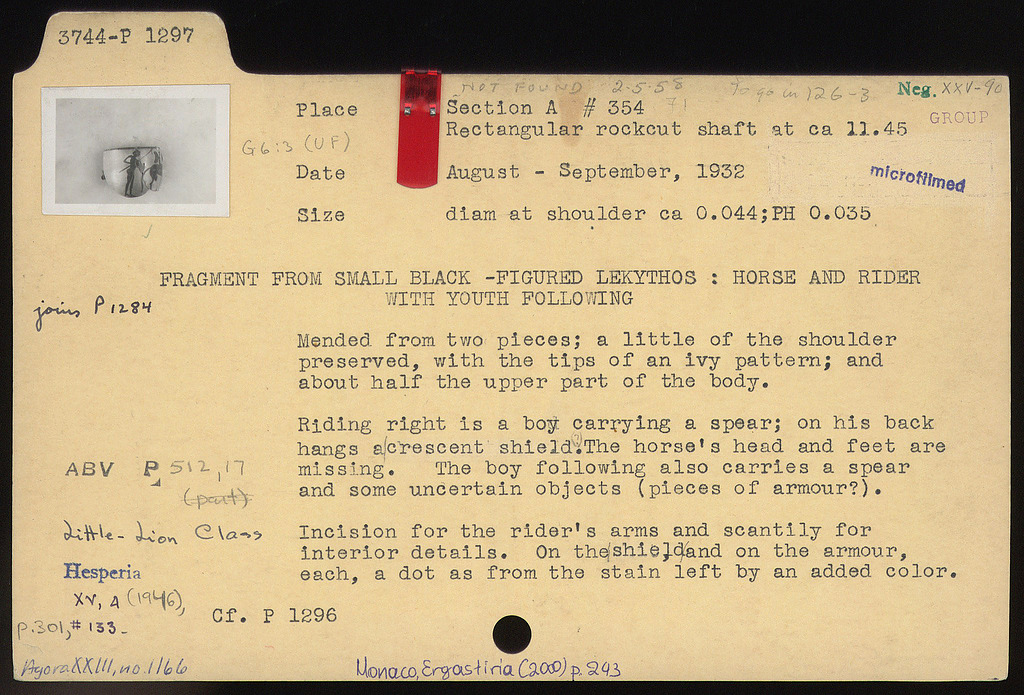 3744-P 1297
NOT FOUND 2-5-58
To go in 126-3
Neg. XXV-90
GROUP
Place Section A # 354 71
Rectangular rockcut shaft at ca 11.45
G6:3 (UF)
Date August - September, 1932
microfilmed
Size diam at shoulder ca 0.044;PH 0.035
FRAGMENT FROM SMALL BLACK -FIGURED LEKYTHOS : HORSE AND RIDER
WITH YOUTH FOLLOWING
joins P 1284
Mended from two pieces; a little of the shoulder
preserved, with the tips of an ivy pattern; and
about half the upper part of the body.
Riding right is a boy carrying a spear; on his back
hangs a crescent shield(?).The horse's head and feet are
missing. The boy following also carries a spear
and some uncertain objects (pieces of armour?).
ABV P 512,17
(part)
Little-Lion Class
Incision for the rider's arms and scantily for
interior details. On the shield and on the armour,
each, a dot as from the stain left by an added color.
Hesperia
XV, 4 (1946),
p.301,# 133-
Cf. P 1296
Agora XXIII, no. 1166
Monaco, Ergastiria (2000) p. 243